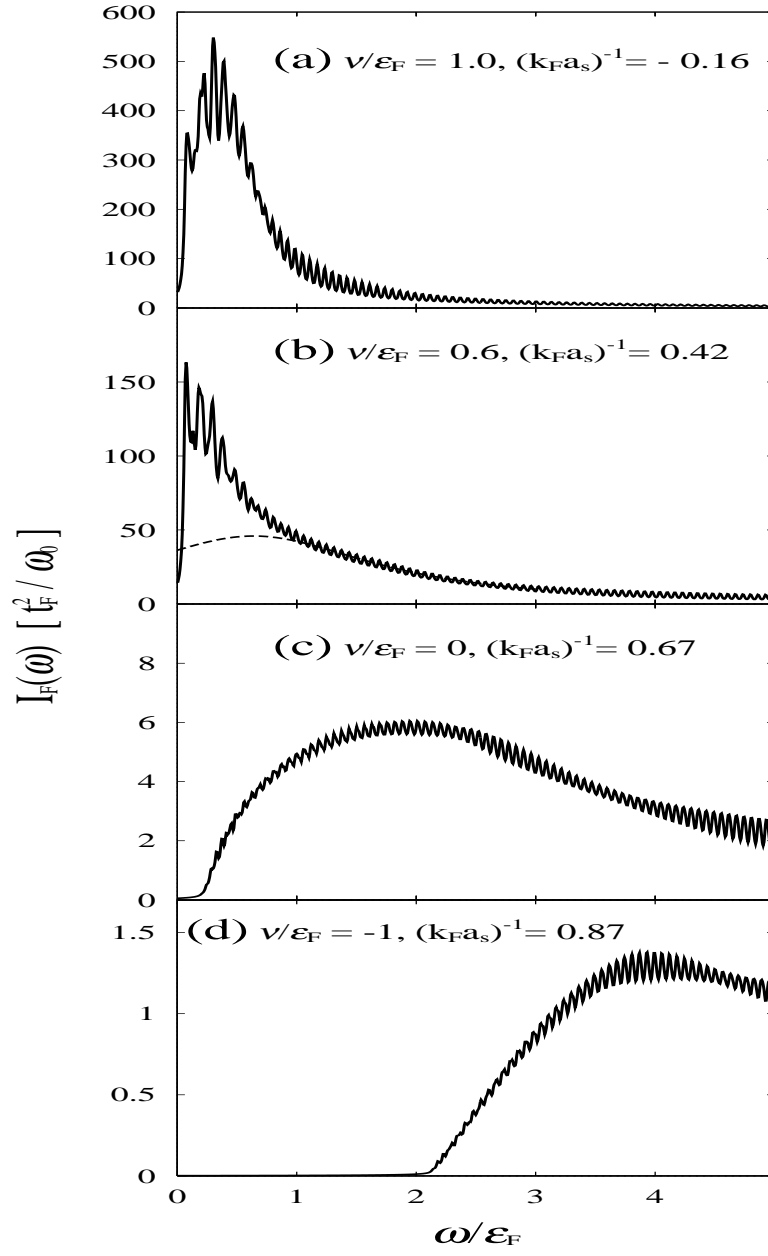 600
(a) ν/εF = 1.0, (kFas)⁻¹= - 0.16
500
400
300
200
100
0
(b) ν/εF = 0.6, (kFas)⁻¹= 0.42
150
100
50
0
IF(ω) [ tF² / ω0 ]
(c) ν/εF = 0, (kFas)⁻¹= 0.67
8
6
4
2
0
(d) ν/εF = -1, (kFas)⁻¹= 0.87
1.5
1
0.5
0
0 1 2 3 4
ω/εF